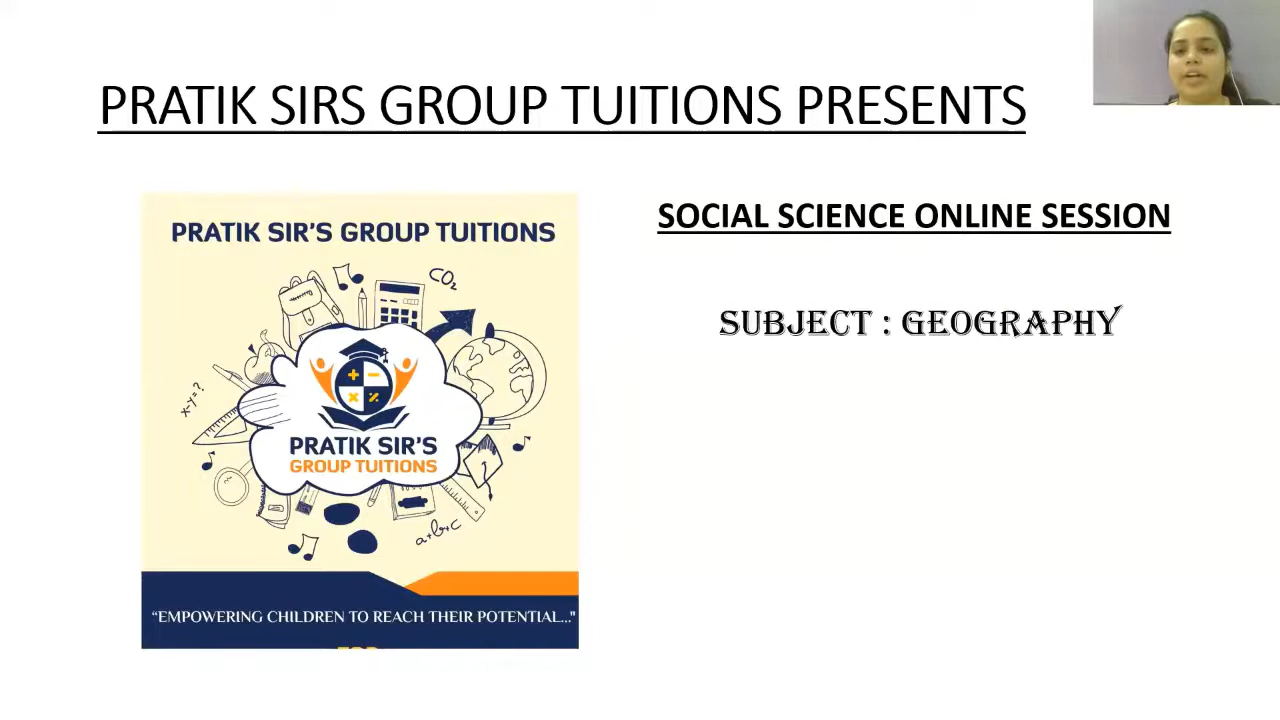 PRATIK SIRS GROUP TUITIONS PRESENTS
PRATIK SIR'S GROUP TUITIONS
CO2
x-y=?
PRATIK SIR'S
GROUP TUITIONS
a+b+c
“EMPOWERING CHILDREN TO REACH THEIR POTENTIAL..."
SOCIAL SCIENCE ONLINE SESSION
SUBJECT : GEOGRAPHY